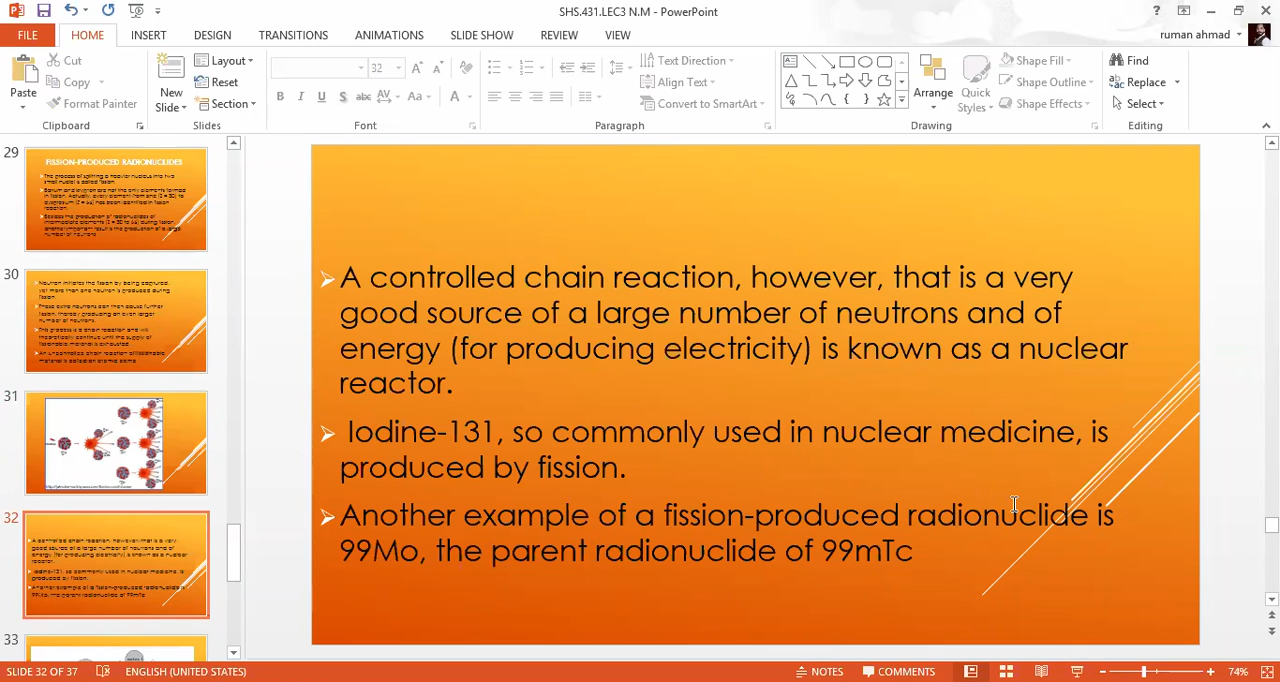 SHS.431.LEC3 N.M - PowerPoint
FILE HOME INSERT DESIGN TRANSITIONS ANIMATIONS SLIDE SHOW REVIEW VIEW ruman ahmad
Paste
Cut
Copy
Format Painter
Clipboard
New
Slide
Layout
Reset
Section
Slides
32
Font
Text Direction
Align Text
Convert to SmartArt
Paragraph
Arrange
Quick
Styles
Shape Fill
Shape Outline
Shape Effects
Drawing
Find
Replace
Select
Editing
29
FISSION-PRODUCED RADIONUCLIDES
30
31
32
33
A controlled chain reaction, however, that is a very
good source of a large number of neutrons and of
energy (for producing electricity) is known as a nuclear
reactor.
Iodine-131, so commonly used in nuclear medicine, is
produced by fission.
Another example of a fission-produced radionuclide is
99Mo, the parent radionuclide of 99mTc
SLIDE 32 OF 37 ENGLISH (UNITED STATES) NOTES COMMENTS 74%